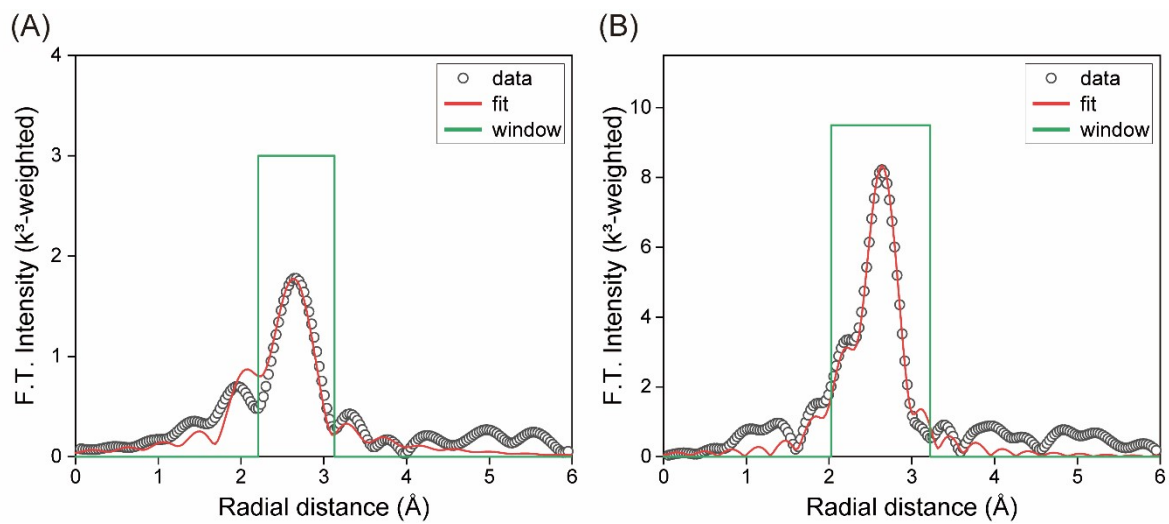 (A)
4
3
2
1
0
F.T. Intensity (k³-weighted)
data
fit
window
0 1 2 3 4 5 6
Radial distance (Å)
(B)
10
8
6
4
2
0
F.T. Intensity (k³-weighted)
data
fit
window
0 1 2 3 4 5 6
Radial distance (Å)